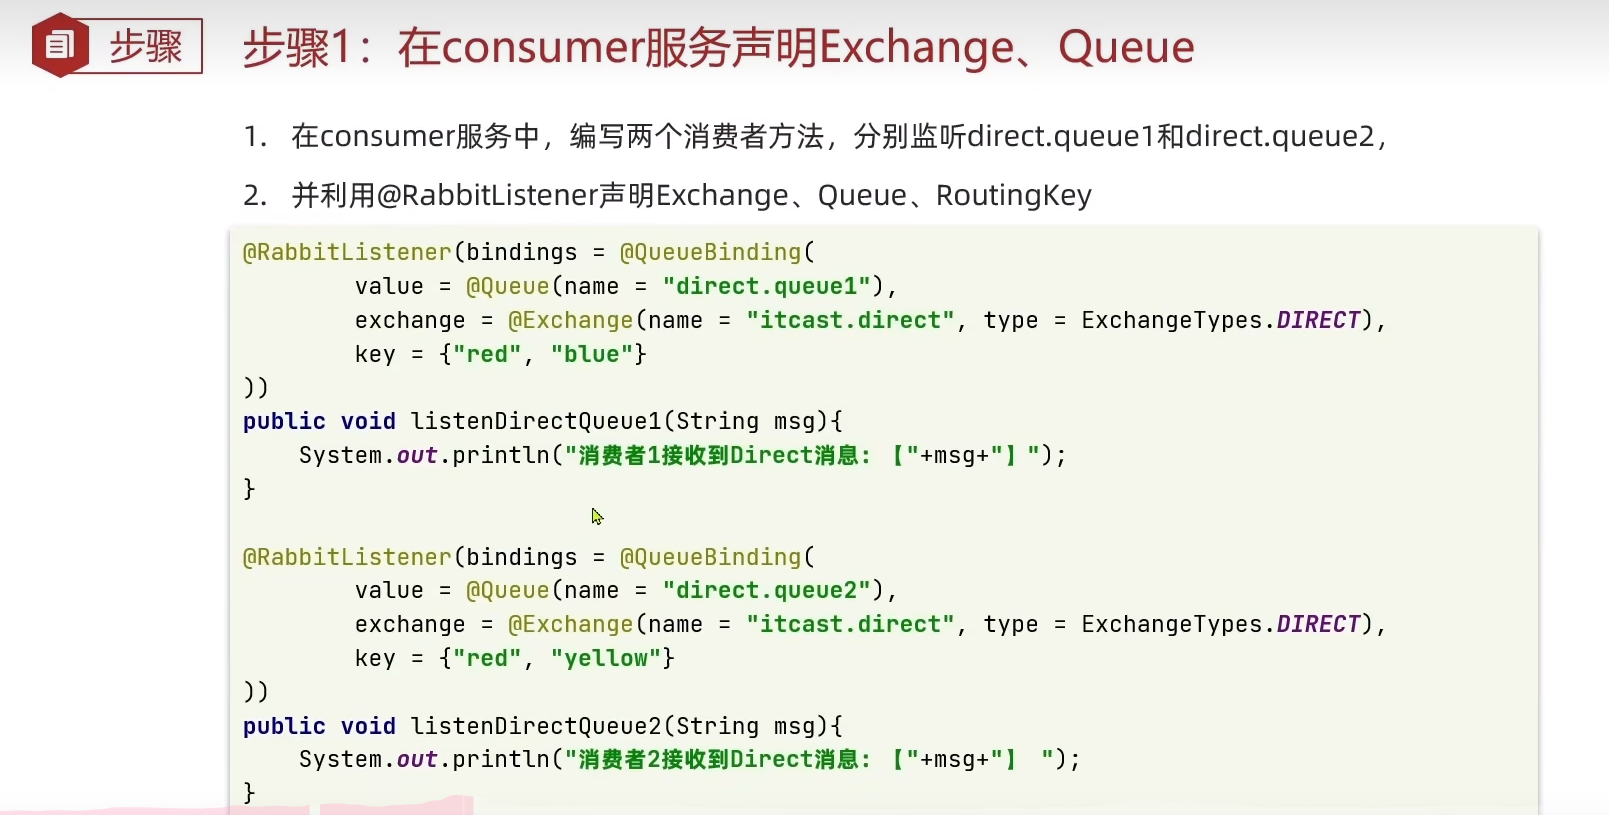 步骤
步骤1：在consumer服务声明Exchange、Queue
1. 在consumer服务中，编写两个消费者方法，分别监听direct.queue1和direct.queue2，
2. 并利用@RabbitListener声明Exchange、Queue、RoutingKey
@RabbitListener(bindings = @QueueBinding(
        value = @Queue(name = "direct.queue1"),
        exchange = @Exchange(name = "itcast.direct", type = ExchangeTypes.DIRECT),
        key = {"red", "blue"}
))
public void listenDirectQueue1(String msg){
    System.out.println("消费者1接收到Direct消息：【"+msg+"】");
}
@RabbitListener(bindings = @QueueBinding(
        value = @Queue(name = "direct.queue2"),
        exchange = @Exchange(name = "itcast.direct", type = ExchangeTypes.DIRECT),
        key = {"red", "yellow"}
))
public void listenDirectQueue2(String msg){
    System.out.println("消费者2接收到Direct消息：【"+msg+"】 ");
}